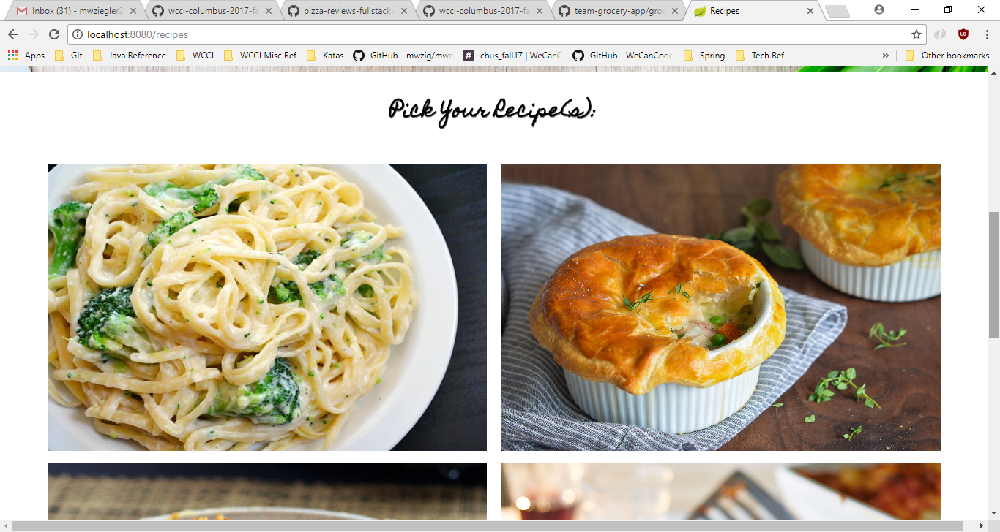 Inbox (31) - mwziegler2
wcci-columbus-2017-fa
pizza-reviews-fullstack-
wcci-columbus-2017-fa
team-grocery-app/groc
Recipes
localhost:8080/recipes
Apps
Git
Java Reference
WCCI
WCCI Misc Ref
Katas
GitHub - mwzig/mwz
cbus_fall17 | WeCanC
GitHub - WeCanCode
Spring
Tech Ref
»
Other bookmarks
Pick Your Recipe(s):